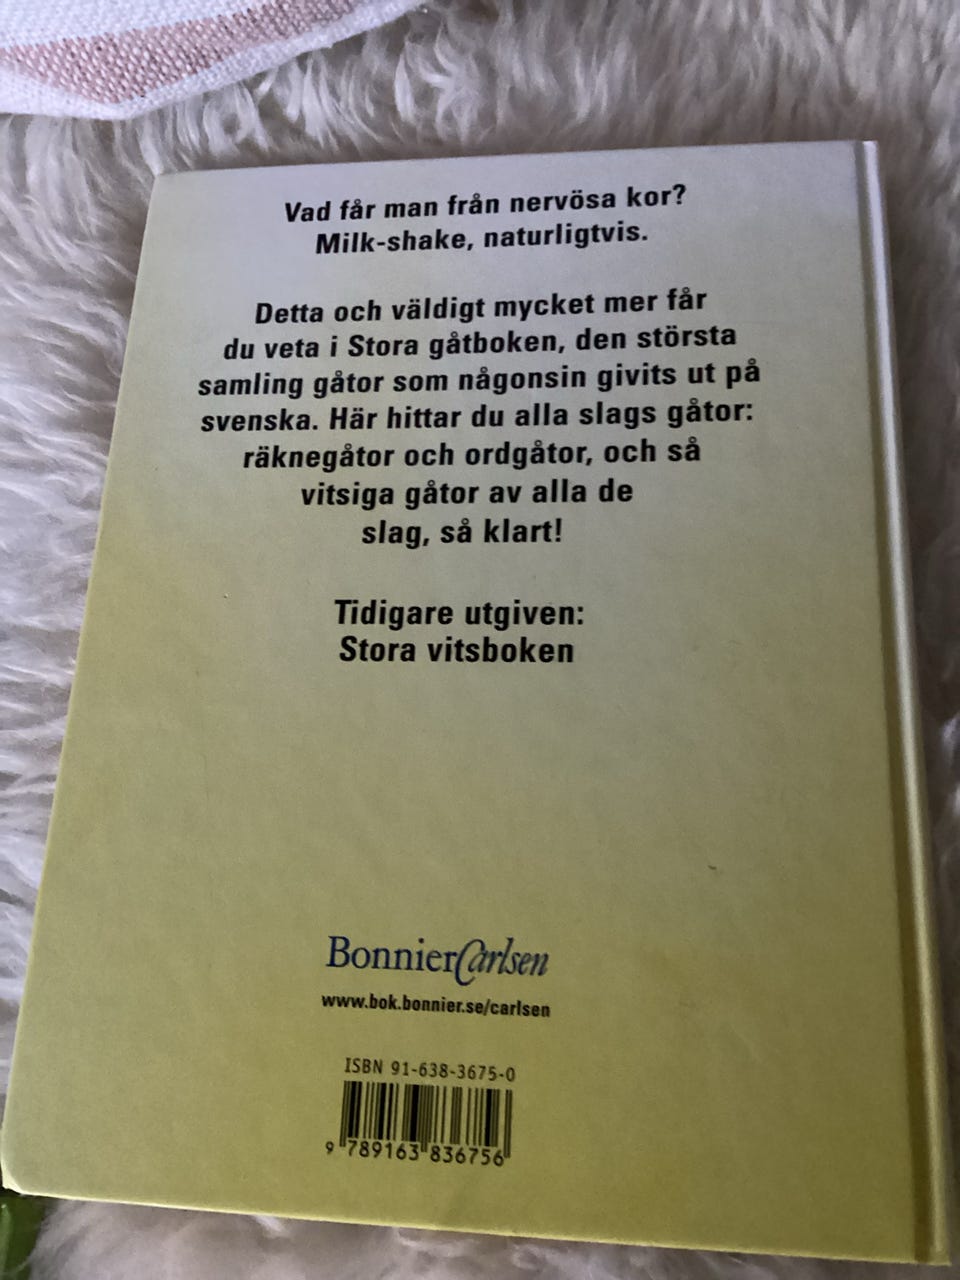 Vad får man från nervösa kor?
Milk-shake, naturligtvis.
Detta och väldigt mycket mer får
du veta i Stora gåtboken, den största
samling gåtor som någonsin givits ut på
svenska. Här hittar du alla slags gåtor:
räknegåtor och ordgåtor, och så
vitsiga gåtor av alla de
slag, så klart!
Tidigare utgiven:
Stora vitsboken
BonnierCarlsen
www.bok.bonnier.se/carlsen
ISBN 91-638-3675-0
9 789163 836756